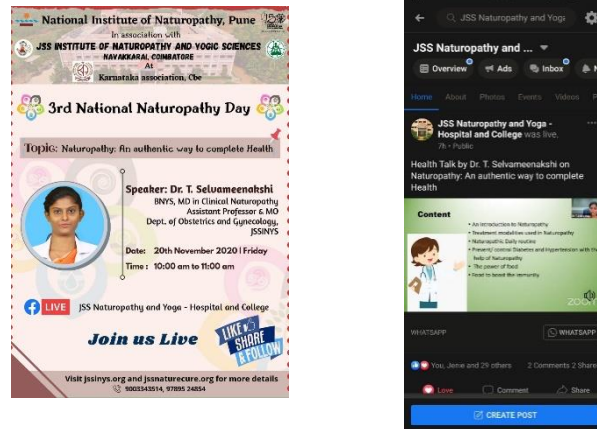 National Institute of Naturopathy, Pune
In association with
JSS INSTITUTE OF NATUROPATHY AND YOGIC SCIENCES
NAVAKKARAI, COIMBATORE
At
Karnataka association, Cbe
3rd National Naturopathy Day
Topic: Naturopathy: An authentic way to complete Health
Speaker: Dr. T. Selvameenakshi
BNYS, MD in Clinical Naturopathy
Assistant Professor & MO
Dept. of Obstetrics and Gynecology,
JSSINYS
Date: 20th November 2020 | Friday
Time : 10:00 am to 11:00 am
LIVE JSS Naturopathy and Yoga - Hospital and College
Join us Live
LIKE
SHARE
& FOLLOW
Visit jssinys.org and jssnaturecure.org for more details
9003343514, 97895 24854
JSS Naturopathy and Yoga
JSS Naturopathy and ...
Overview Ads Inbox
Home About Photos Events Videos
JSS Naturopathy and Yoga -
Hospital and College was live.
7h · Public
Health Talk by Dr. T. Selvameenakshi on
Naturopathy: An authentic way to complete
Health
Content
• An introduction to Naturopathy
• Treatment modalities used in Naturopathy
• Naturopathic Daily routine
• Prevent/ control Diabetes and Hypertension with the
help of Naturopathy
• The power of food
• Food to boost the immunity
zoom
WHATSAPP
WHATSAPP
You, Jenie and 29 others 2 Comments 2 Share
Love Comment Share
CREATE POST